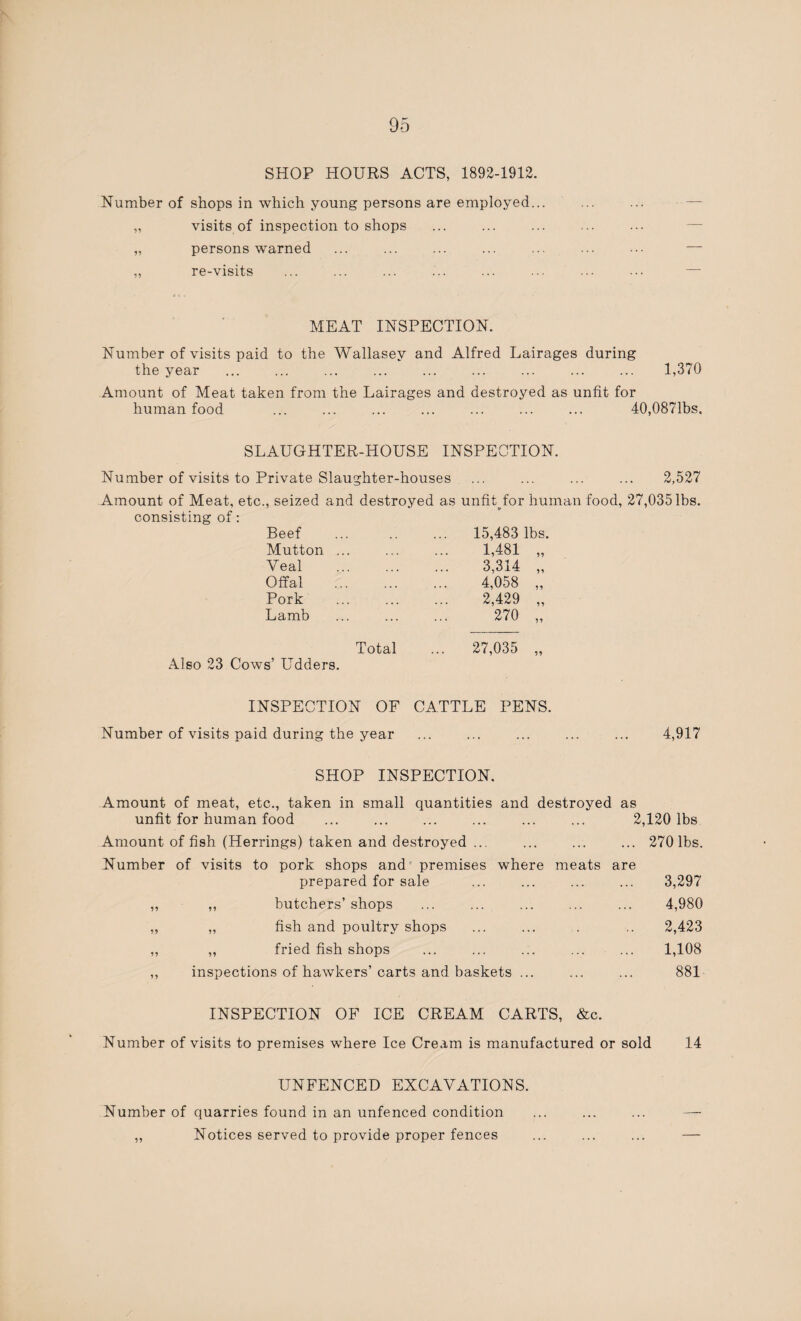 95
SHOP HOURS ACTS, 1892-1912.
Number of shops in which young persons are employed... ... ... —
„ visits of inspection to shops ... ... ... ... ... —
„ persons warned ... ... ... ... ... ... ... —
„ re-visits ... ... ... ... ... ... ... ... —
MEAT INSPECTION.
Number of visits paid to the Wallasey and Alfred Lairages during
the year ... ... ... ... ... ... ... ... ... 1,370
Amount of Meat taken from the Lairages and destroyed as unfit for
human food ... ... ... ... ... ... ... 40,087lbs.
SLAUGHTER-HOUSE INSPECTION.
Number of visits to Private Slaughter-houses ... ... ... ... 2,527
Amount of Meat, etc., seized and destroyed as unfit for human food, 27,035 lbs.
consisting of:
Beef ... .. ... 15,483 lbs.
Mutton ... ... ... 1,481 „
Veal ... ... ... 3,314 „
Offal ... ... ... 4,058 „
Pork ... ... ... 2,429 „
Lamb ... ... ... 270 „
Total ... 27,035 „
Also 23 Cows' Udders.
INSPECTION OF CATTLE PENS.
Number of visits paid during the year ... ... ... ... ... 4,917
SHOP INSPECTION.
Amount of meat, etc., taken in small quantities and destroyed as
unfit for human food ... ... ... ... ... ... 2,120 lbs
Amount of fish (Herrings) taken and destroyed ... ... ... ... 270 lbs.
Number of visits to pork shops and premises where meats are
prepared for sale ... ... ... ... 3,297
„ „ butchers' shops ... ... ... ... ... 4,980
„ „ fish and poultry shops ... ... . .. 2,423
„ „ fried fish shops ... ... ... ... ... 1,108
„ inspections of hawkers' carts and baskets ... ... ... 881
INSPECTION OF ICE CREAM CARTS, &c.
Number of visits to premises where Ice Cream is manufactured or sold 14
UNFENCED EXCAVATIONS.
Number of quarries found in an unfenced condition ... ... ... —
„ Notices served to provide proper fences ... ... ... —